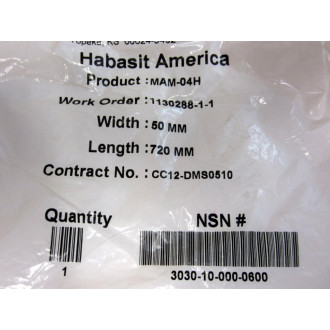 Habasit America
Product : MAM-04H
Work Order : 1130288-1-1
Width : 50 MM
Length : 720 MM
Contract No. : CC12-DMS0510
Quantity NSN #
1 3030-10-000-0600